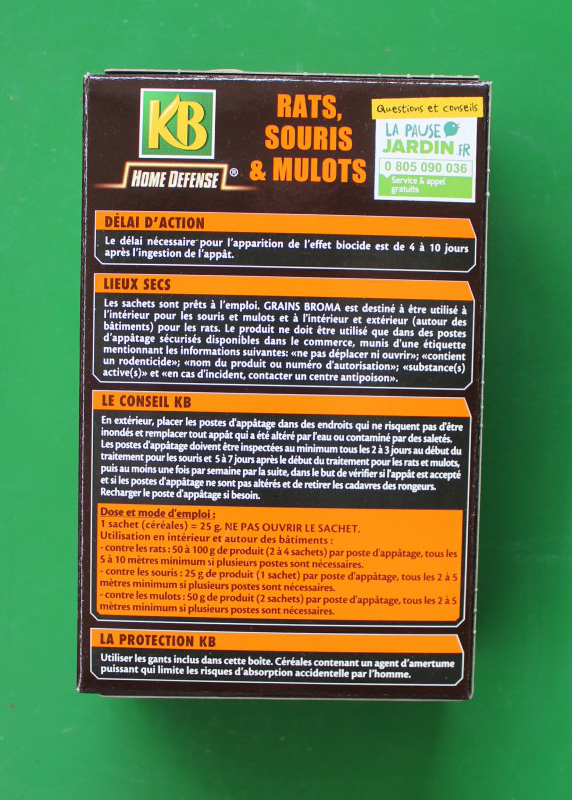 KB
HOME DEFENSE®
RATS,
SOURIS
& MULOTS
Questions et conseils
LA PAUSE
JARDIN.FR
0 805 090 036
Service & appel
gratuits
DÉLAI D'ACTION
Le délai nécessaire pour l'apparition de l'effet biocide est de 4 à 10 jours
après l'ingestion de l'appât.
LIEUX SECS
Les sachets sont prêts à l'emploi. GRAINS BROMA est destiné à être utilisé à
l'intérieur pour les souris et mulots et à l'intérieur et extérieur (autour des
bâtiments) pour les rats. Le produit ne doit être utilisé que dans des postes
d'appâtage sécurisés disponibles dans le commerce, munis d'une étiquette
mentionnant les informations suivantes: «ne pas déplacer ni ouvrir»; «contient
un rodenticide»; «nom du produit ou numéro d'autorisation»; «substance(s)
active(s)» et «en cas d'incident, contacter un centre antipoison».
LE CONSEIL KB
En extérieur, placer les postes d'appâtage dans des endroits qui ne risquent pas d'être
inondés et remplacer tout appât qui a été altéré par l'eau ou contaminé par des saletés.
Les postes d'appâtage doivent être inspectées au minimum tous les 2 à 3 jours au début du
traitement pour les souris et 5 à 7 jours après le début du traitement pour les rats et mulots,
puis au moins une fois par semaine par la suite, dans le but de vérifier si l'appât est accepté
et si les postes d'appâtage ne sont pas altérés et de retirer les cadavres des rongeurs.
Recharger le poste d'appâtage si besoin.
Dose et mode d'emploi :
1 sachet (céréales) = 25 g. NE PAS OUVRIR LE SACHET.
Utilisation en intérieur et autour des bâtiments :
- contre les rats : 50 à 100 g de produit (2 à 4 sachets) par poste d'appâtage, tous les
5 à 10 mètres minimum si plusieurs postes sont nécessaires.
- contre les souris : 25 g de produit (1 sachet) par poste d'appâtage, tous les 2 à 5
mètres minimum si plusieurs postes sont nécessaires.
- contre les mulots : 50 g de produit (2 sachets) par poste d'appâtage, tous les 2 à 5
mètres minimum si plusieurs postes sont nécessaires.
LA PROTECTION KB
Utiliser les gants inclus dans cette boîte. Céréales contenant un agent d'amertume
puissant qui limite les risques d'absorption accidentelle par l'homme.